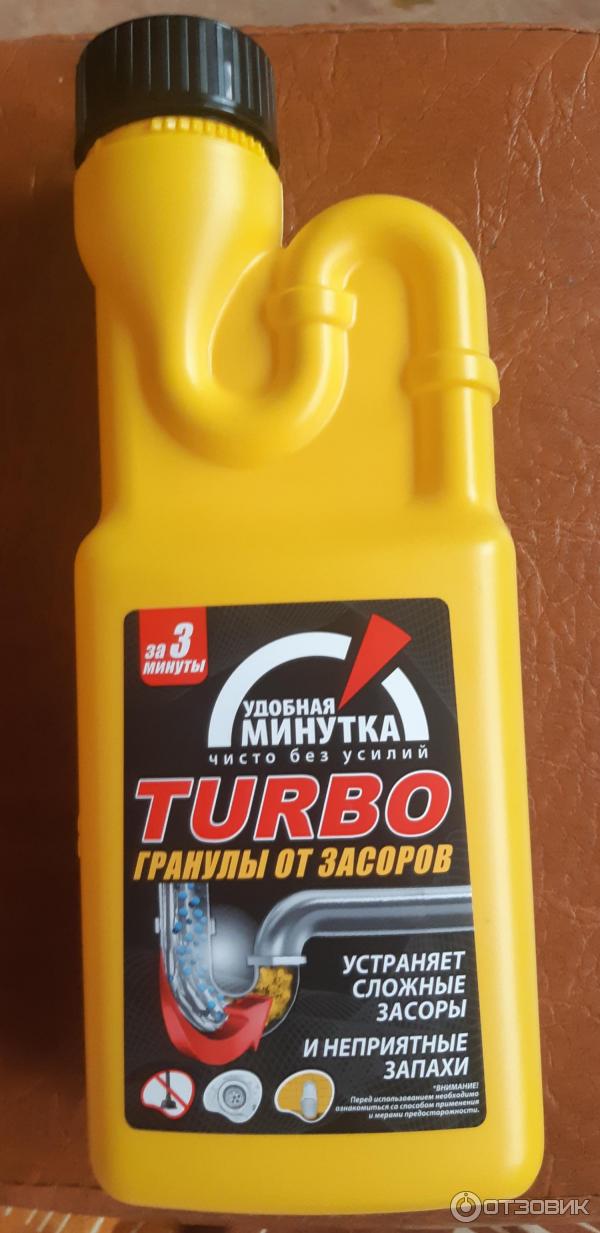 за 3
МИНУТЫ
УДОБНАЯ
МИНУТКА
чисто без усилий
TURBO
ГРАНУЛЫ ОТ ЗАСОРОВ
УСТРАНЯЕТ
СЛОЖНЫЕ
ЗАСОРЫ
И НЕПРИЯТНЫЕ
ЗАПАХИ
*ВНИМАНИЕ!
Перед использованием необходимо
ознакомиться со способом применения
и мерами предосторожности.
ОТЗОВИК